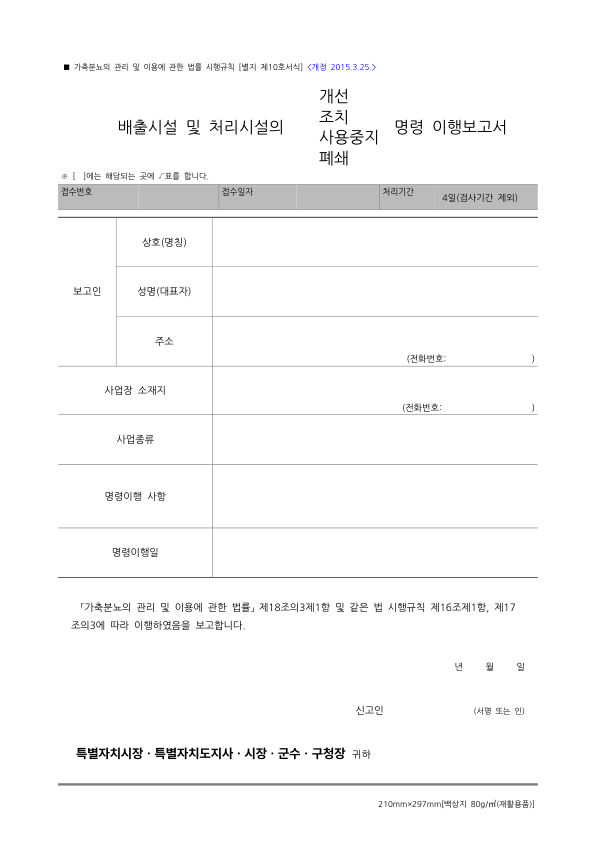 ■ 가축분뇨의 관리 및 이용에 관한 법률 시행규칙 [별지 제10호서식] <개정 2015.3.25.>
배출시설 및 처리시설의
개선
조치
사용중지
폐쇄
명령 이행보고서
※ [  ]에는 해당되는 곳에 √표를 합니다.
접수번호 접수일자 처리기간 4일(검사기간 제외)
보고인
상호(명칭)
성명(대표자)
주소
(전화번호: )
사업장 소재지
(전화번호: )
사업종류
명령이행 사항
명령이행일
「가축분뇨의 관리 및 이용에 관한 법률」 제18조의3제1항 및 같은 법 시행규칙 제16조제1항, 제17
조의3에 따라 이행하였음을 보고합니다.
년 월 일
신고인 (서명 또는 인)
특별자치시장ㆍ특별자치도지사ㆍ시장ㆍ군수ㆍ구청장 귀하
210mm×297mm[백상지 80g/㎡(재활용품)]